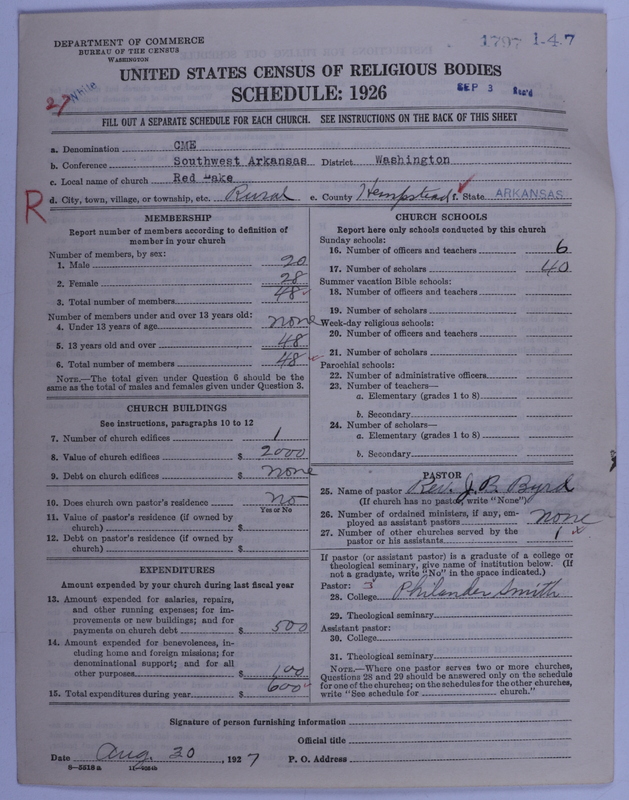 DEPARTMENT OF COMMERCE
BUREAU OF THE CENSUS
WASHINGTON
1797 1-4-7
UNITED STATES CENSUS OF RELIGIOUS BODIES
SCHEDULE: 1926
27 White
SEP 3 Rec'd
FILL OUT A SEPARATE SCHEDULE FOR EACH CHURCH. SEE INSTRUCTIONS ON THE BACK OF THIS SHEET
a. Denomination CME
b. Conference Southwest Arkansas District Washington
c. Local name of church Red Lake
R
d. City, town, village, or township, etc. Rural e. County Hempstead f. State ARKANSAS
MEMBERSHIP
Report number of members according to definition of
member in your church
Number of members, by sex:
1. Male 20
2. Female 28
3. Total number of members 48
Number of members under and over 13 years old:
4. Under 13 years of age none
5. 13 years old and over 48
6. Total number of members 48
NOTE.—The total given under Question 6 should be the
same as the total of males and females given under Question 3.
CHURCH BUILDINGS
See instructions, paragraphs 10 to 12
7. Number of church edifices 1
8. Value of church edifices $ 2000
9. Debt on church edifices $ none
10. Does church own pastor's residence no
Yes or No
11. Value of pastor's residence (if owned by
church) $
12. Debt on pastor's residence (if owned by
church) $
EXPENDITURES
Amount expended by your church during last fiscal year
13. Amount expended for salaries, repairs,
and other running expenses; for im-
provements or new buildings; and for
payments on church debt $ 500
14. Amount expended for benevolences, in-
cluding home and foreign missions; for
denominational support; and for all
other purposes $ 100
15. Total expenditures during year $ 600
CHURCH SCHOOLS
Report here only schools conducted by this church
Sunday schools:
16. Number of officers and teachers 6
17. Number of scholars 40
Summer vacation Bible schools:
18. Number of officers and teachers
19. Number of scholars
Week-day religious schools:
20. Number of officers and teachers
21. Number of scholars
Parochial schools:
22. Number of administrative officers
23. Number of teachers—
a. Elementary (grades 1 to 8)
b. Secondary
24. Number of scholars—
a. Elementary (grades 1 to 8)
b. Secondary
PASTOR
25. Name of pastor Rev. J. B. Byrd
(If church has no pastor, write "None")
26. Number of ordained ministers, if any, em-
ployed as assistant pastors none
27. Number of other churches served by the
pastor or his assistants 1 x
If pastor (or assistant pastor) is a graduate of a college or
theological seminary, give name of institution below. (If
not a graduate, write "No" in the space indicated.)
Pastor: 3
28. College Philander Smith
29. Theological seminary
Assistant pastor:
30. College
31. Theological seminary
NOTE.—Where one pastor serves two or more churches,
Questions 28 and 29 should be answered only on the schedule
for one of the churches; on the schedules for the other churches,
write "See schedule for church."
Signature of person furnishing information
Official title
Date Aug. 30, 1927 P. O. Address
8-5518a